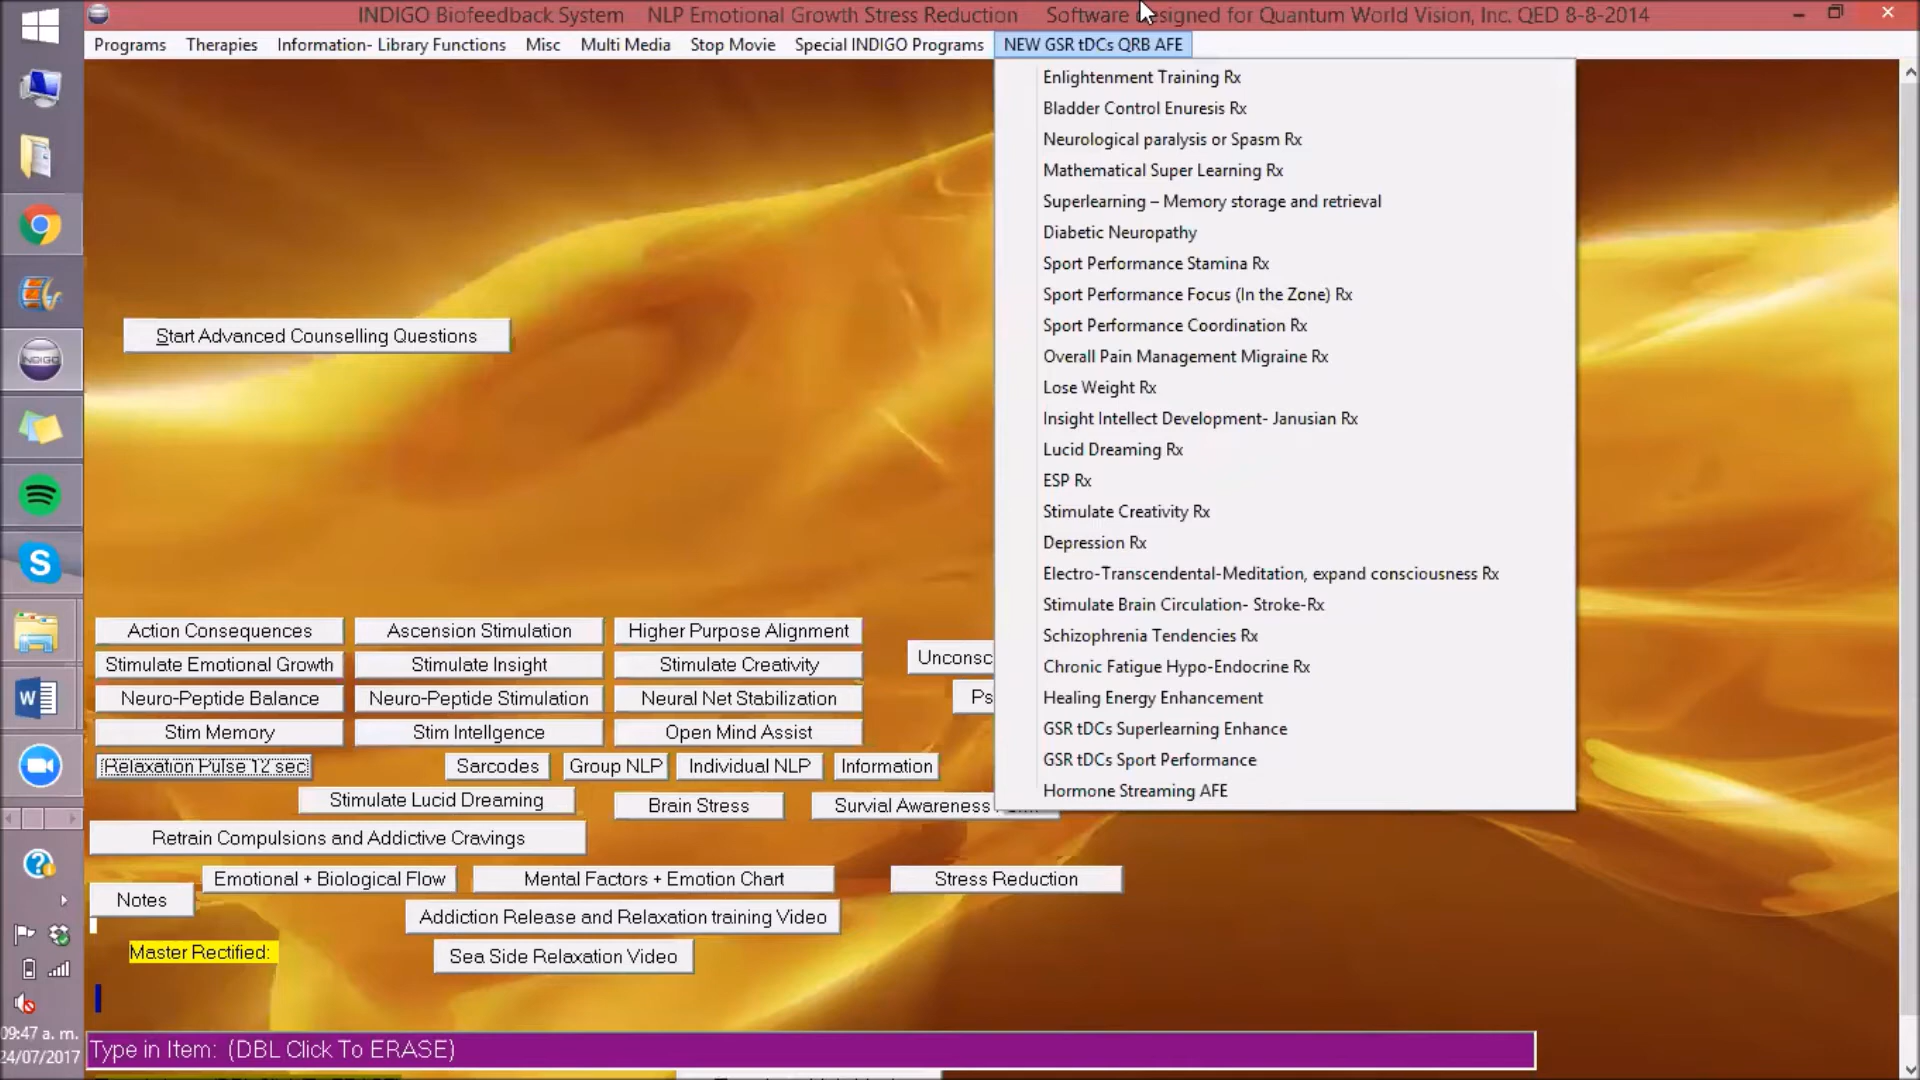 INDIGO Biofeedback System    NLP Emotional Growth Stress Reduction    Software designed for Quantum World Vision, Inc. QED 8-8-2014
Programs  Therapies  Information- Library Functions  Misc  Multi Media  Stop Movie  Special INDIGO Programs  NEW GSR tDCs QRB AFE
Enlightenment Training Rx
Bladder Control Enuresis Rx
Neurological paralysis or Spasm Rx
Mathematical Super Learning Rx
Superlearning – Memory storage and retrieval
Diabetic Neuropathy
Sport Performance Stamina Rx
Sport Performance Focus (In the Zone) Rx
Sport Performance Coordination Rx
Overall Pain Management Migraine Rx
Lose Weight Rx
Insight Intellect Development- Janusian Rx
Lucid Dreaming Rx
ESP Rx
Stimulate Creativity Rx
Depression Rx
Electro-Transcendental-Meditation, expand consciousness Rx
Stimulate Brain Circulation- Stroke-Rx
Schizophrenia Tendencies Rx
Chronic Fatigue Hypo-Endocrine Rx
Healing Energy Enhancement
GSR tDCs Superlearning Enhance
GSR tDCs Sport Performance
Hormone Streaming AFE
Start Advanced Counselling Questions
Action Consequences  Ascension Stimulation  Higher Purpose Alignment
Unconsc
Stimulate Emotional Growth  Stimulate Insight  Stimulate Creativity
Neuro-Peptide Balance  Neuro-Peptide Stimulation  Neural Net Stabilization  Ps
Stim Memory  Stim Intellgence  Open Mind Assist
Relaxation Pulse 12 sec  Sarcodes  Group NLP  Individual NLP  Information
Stimulate Lucid Dreaming  Brain Stress  Survial Awareness
Retrain Compulsions and Addictive Cravings
Emotional + Biological Flow  Mental Factors + Emotion Chart  Stress Reduction
Notes
Addiction Release and Relaxation training Video
Master Rectified:
Sea Side Relaxation Video
Type in Item:  (DBL Click To ERASE)
INDIGO
S
W
09:47 a. m.
24/07/2017